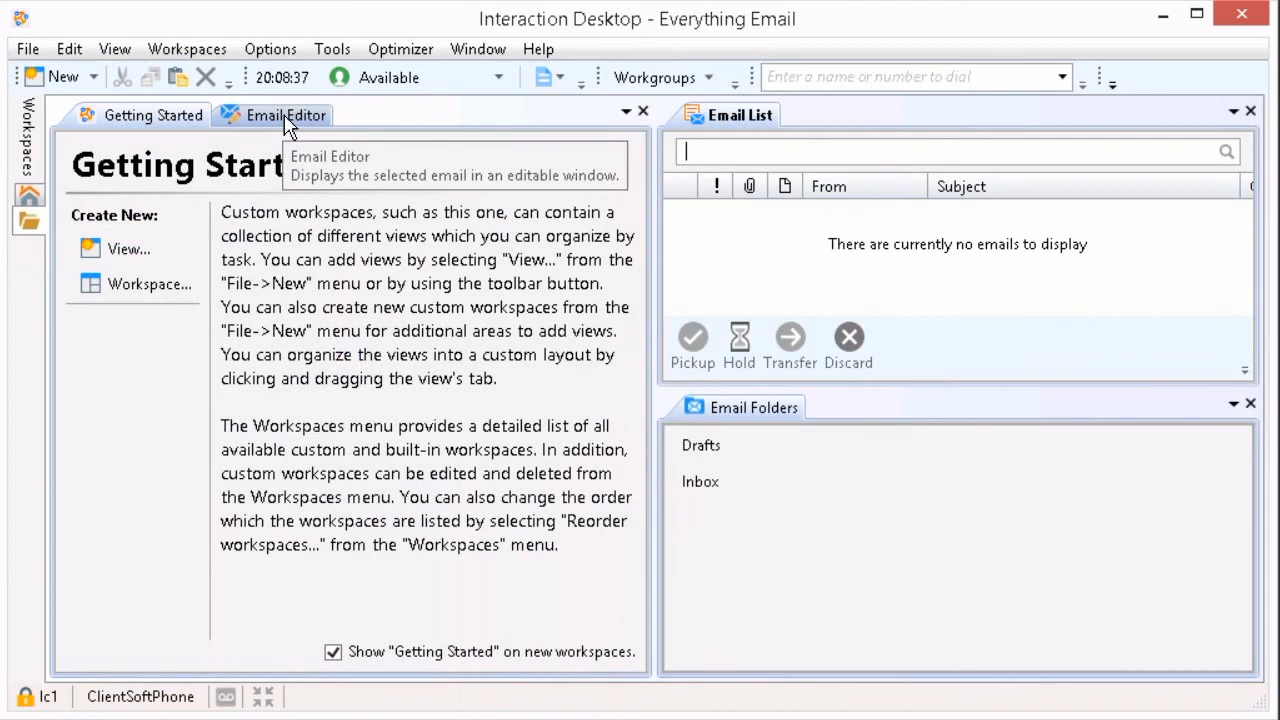 Interaction Desktop - Everything Email
File Edit View Workspaces Options Tools Optimizer Window Help
New 20:08:37 Available Workgroups Enter a name or number to dial
Workspaces
Getting Started Email Editor
Email Editor
Displays the selected email in an editable window.
Getting Start
Create New:
View...
Workspace...
Custom workspaces, such as this one, can contain a
collection of different views which you can organize by
task. You can add views by selecting "View..." from the
"File->New" menu or by using the toolbar button.
You can also create new custom workspaces from the
"File->New" menu for additional areas to add views.
You can organize the views into a custom layout by
clicking and dragging the view's tab.
The Workspaces menu provides a detailed list of all
available custom and built-in workspaces. In addition,
custom workspaces can be edited and deleted from
the Workspaces menu. You can also change the order
which the workspaces are listed by selecting "Reorder
workspaces..." from the "Workspaces" menu.
Show "Getting Started" on new workspaces.
Email List
! From Subject
There are currently no emails to display
Pickup Hold Transfer Discard
Email Folders
Drafts
Inbox
ClientSoftPhone